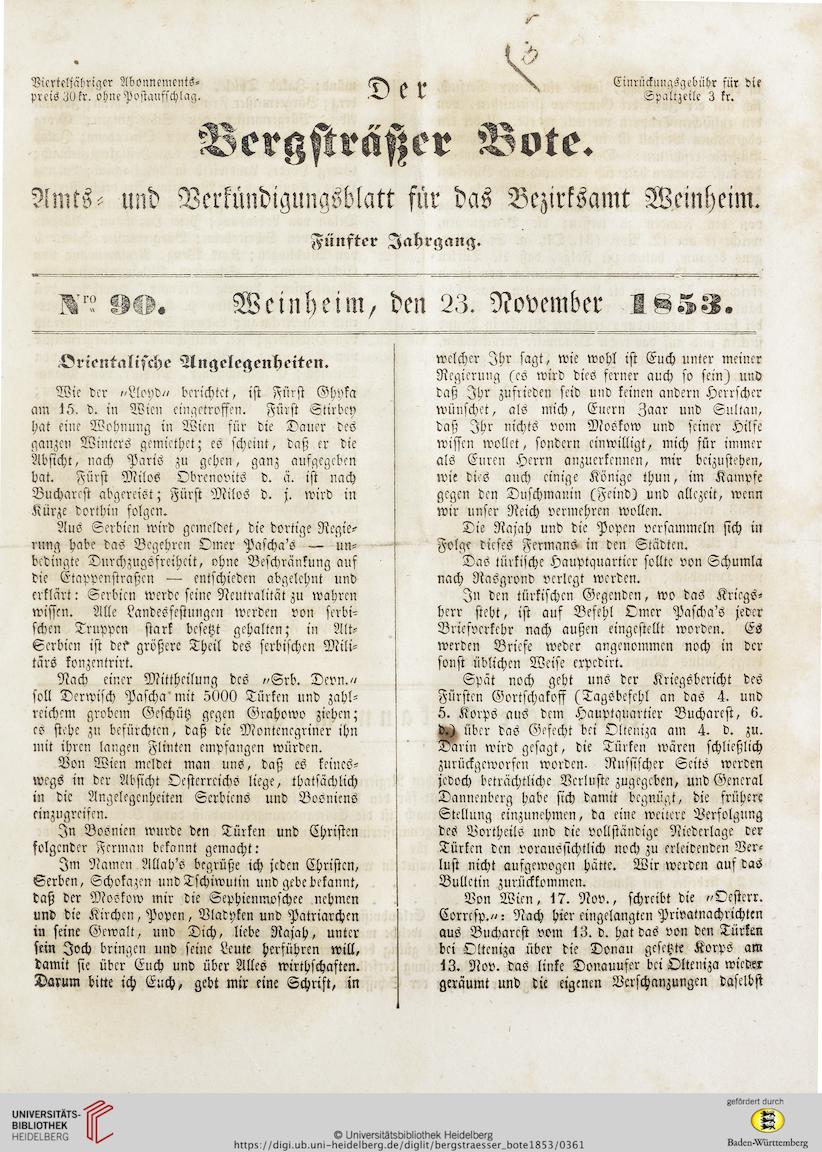 Vierteljähriger Abonnements-
preis 30 kr. ohne Postaufschlag.
Der
Einrückungsgebühr für die
Spaltzeile 3 kr.
Bergsträßer Bote.
Amts- und Verkündigungsblatt für das Bezirksamt Weinheim.
Fünfter Jahrgang.
Nro 90. Weinheim, den 23. November 1853.
Orientalische Angelegenheiten.
Wie der „Lloyd„ berichtet, ist Fürst Ghyka
am 15. d. in Wien eingetroffen. Fürst Stirbey
hat eine Wohnung in Wien für die Dauer des
ganzen Winters gemiethet; es scheint, daß er die
Absicht, nach Paris zu gehen, ganz aufgegeben
hat. Fürst Milos Obrenovits d. ä. ist nach
Bucharest abgereist; Fürst Milos d. j. wird in
Kürze dorthin folgen.
Aus Serbien wird gemeldet, die dortige Regie-
rung habe das Begehren Omer Pascha's — un-
bedingte Durchzugsfreiheit, ohne Beschränkung auf
die Etappenstraßen — entschieden abgelehnt und
erklärt: Serbien werde seine Neutralität zu wahren
wissen. Alle Landesfestungen werden von serbi-
schen Truppen stark besetzt gehalten; in Alt-
Serbien ist der größere Theil des serbischen Mili-
tärs konzentrirt.
Nach einer Mittheilung des „Srb. Devn.„
soll Derwisch Pascha mit 5000 Türken und zahl-
reichem grobem Geschütz gegen Grahowo ziehen;
es stehe zu befürchten, daß die Montenegriner ihn
mit ihren langen Flinten empfangen würden.
Von Wien meldet man uns, daß es keines-
wegs in der Absicht Oesterreichs liege, thatsächlich
in die Angelegenheiten Serbiens und Bosniens
einzugreifen.
In Bosnien wurde den Türken und Christen
folgender Ferman bekannt gemacht:
Im Namen Allah's begrüße ich jeden Christen,
Serben, Schokazen und Tschiwutin und gebe bekannt,
daß der Moskow mir die Sephienmoschee nehmen
und die Kirchen, Popen, Vladyken und Patriarchen
in seine Gewalt, und Dich, liebe Rajah, unter
sein Joch bringen und seine Leute herführen will,
damit sie über Euch und über Alles wirthschaften.
Darum bitte ich Euch, gebt mir eine Schrift, in
welcher Ihr sagt, wie wohl ist Euch unter meiner
Regierung (es wird dies ferner auch so sein) und
daß Ihr zufrieden seid und keinen andern Herrscher
wünschet, als mich, Euern Zaar und Sultan,
daß Ihr nichts vom Moskow und seiner Hilfe
wissen wollet, sondern einwilligt, mich für immer
als Euren Herrn anzuerkennen, mir beizustehen,
wie dies auch einige Könige thun, im Kampfe
gegen den Duschmanin (Feind) und allezeit, wenn
wir unser Reich vermehren wollen.
Die Rajah und die Popen versammeln sich in
Folge dieses Fermans in den Städten.
Das türkische Hauptquartier sollte von Schumla
nach Rasgrond verlegt werden.
In den türkischen Gegenden, wo das Kriegs-
herr steht, ist auf Befehl Omer Pascha's jeder
Briefverkehr nach außen eingestellt worden. Es
werden Briefe weder angenommen noch in der
sonst üblichen Weise expedirt.
Spät noch geht uns der Kriegsbericht des
Fürsten Gortschakoff (Tagsbefehl an das 4. und
5. Korps aus dem Hauptquartier Bucharest, 6.
d.) über das Gefecht bei Olteniza am 4. d. zu.
Darin wird gesagt, die Türken wären schließlich
zurückgeworfen worden. Russischer Seits werden
jedoch beträchtliche Verluste zugegeben, und General
Dannenberg habe sich damit begnügt, die frühere
Stellung einzunehmen, da eine weitere Verfolgung
des Vortheils und die vollständige Niederlage der
Türken den voraussichtlich noch zu erleidenden Ver-
lust nicht aufgewogen hätte. Wir werden auf das
Bulletin zurückkommen.
Von Wien, 17. Nov., schreibt die „Oesterr.
Corresp.„: Nach hier eingelangten Privatnachrichten
aus Bucharest vom 13. d. hat das von den Türken
bei Olteniza über die Donau gesetzte Korps am
13. Nov. das linke Donauufer bei Olteniza wieder
geräumt und die eigenen Verschanzungen daselbst
UNIVERSITÄTS-
BIBLIOTHEK
HEIDELBERG
© Universitätsbibliothek Heidelberg
https://digi.ub.uni-heidelberg.de/diglit/bergstraesser_bote1853/0361
gefördert durch
Baden-Württemberg